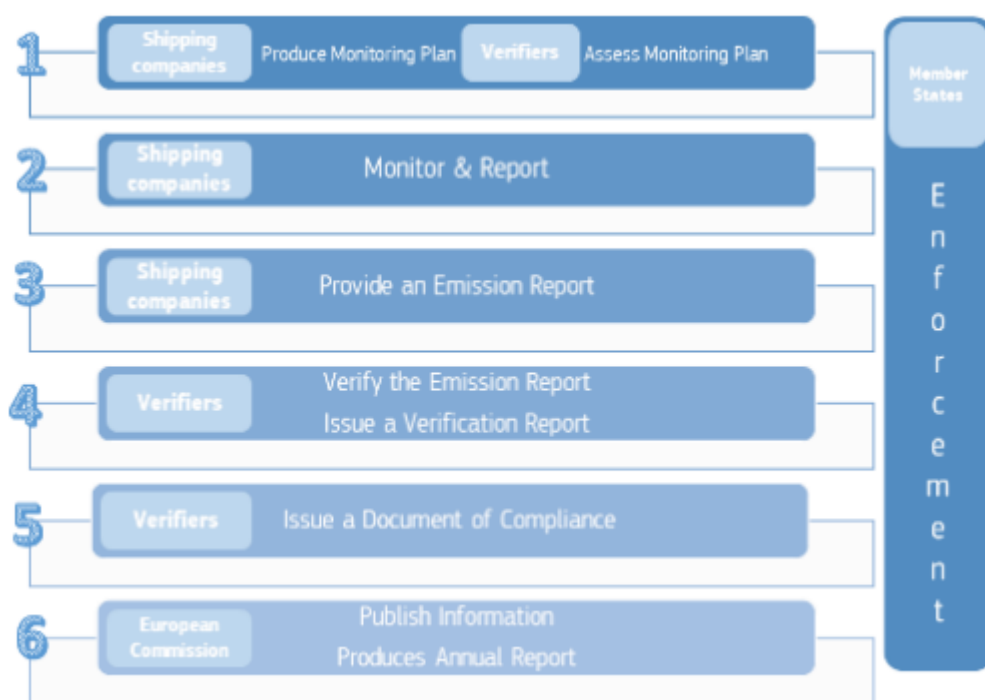 1
Shipping
companies
Produce Monitoring Plan
Verifiers
Assess Monitoring Plan
2
Shipping
companies
Monitor & Report
3
Shipping
companies
Provide an Emission Report
4
Verifiers
Verify the Emission Report
Issue a Verification Report
5
Verifiers
Issue a Document of Compliance
6
European
Commission
Publish Information
Produces Annual Report
Member
States
Enforcement